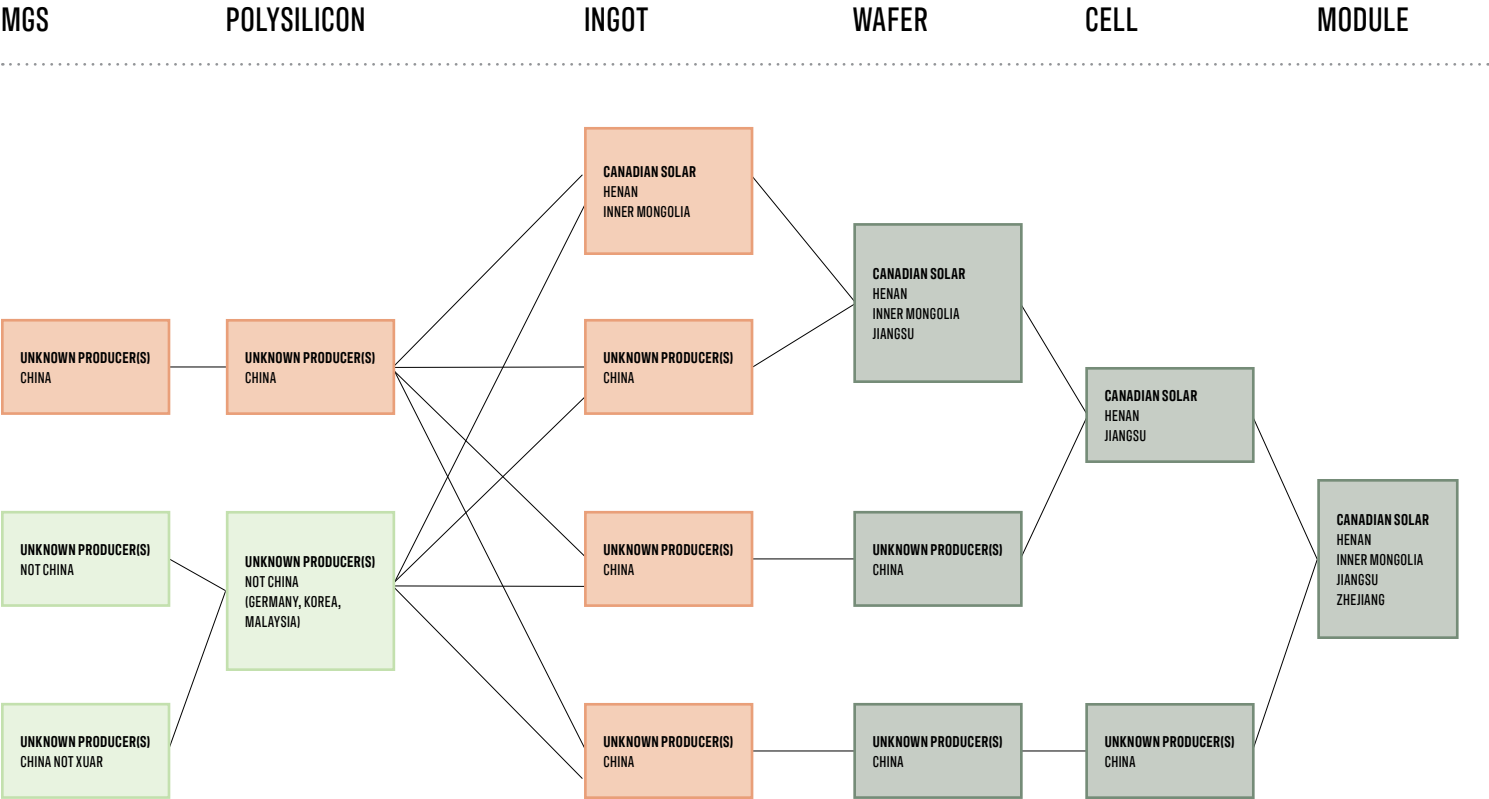 MGS
POLYSILICON
INGOT
WAFER
CELL
MODULE
UNKNOWN PRODUCER(S)
CHINA
UNKNOWN PRODUCER(S)
NOT CHINA
UNKNOWN PRODUCER(S)
CHINA NOT XUAR
UNKNOWN PRODUCER(S)
CHINA
UNKNOWN PRODUCER(S)
NOT CHINA
(GERMANY, KOREA,
MALAYSIA)
CANADIAN SOLAR
HENAN
INNER MONGOLIA
UNKNOWN PRODUCER(S)
CHINA
UNKNOWN PRODUCER(S)
CHINA
UNKNOWN PRODUCER(S)
CHINA
CANADIAN SOLAR
HENAN
INNER MONGOLIA
JIANGSU
UNKNOWN PRODUCER(S)
CHINA
UNKNOWN PRODUCER(S)
CHINA
CANADIAN SOLAR
HENAN
JIANGSU
UNKNOWN PRODUCER(S)
CHINA
CANADIAN SOLAR
HENAN
INNER MONGOLIA
JIANGSU
ZHEJIANG